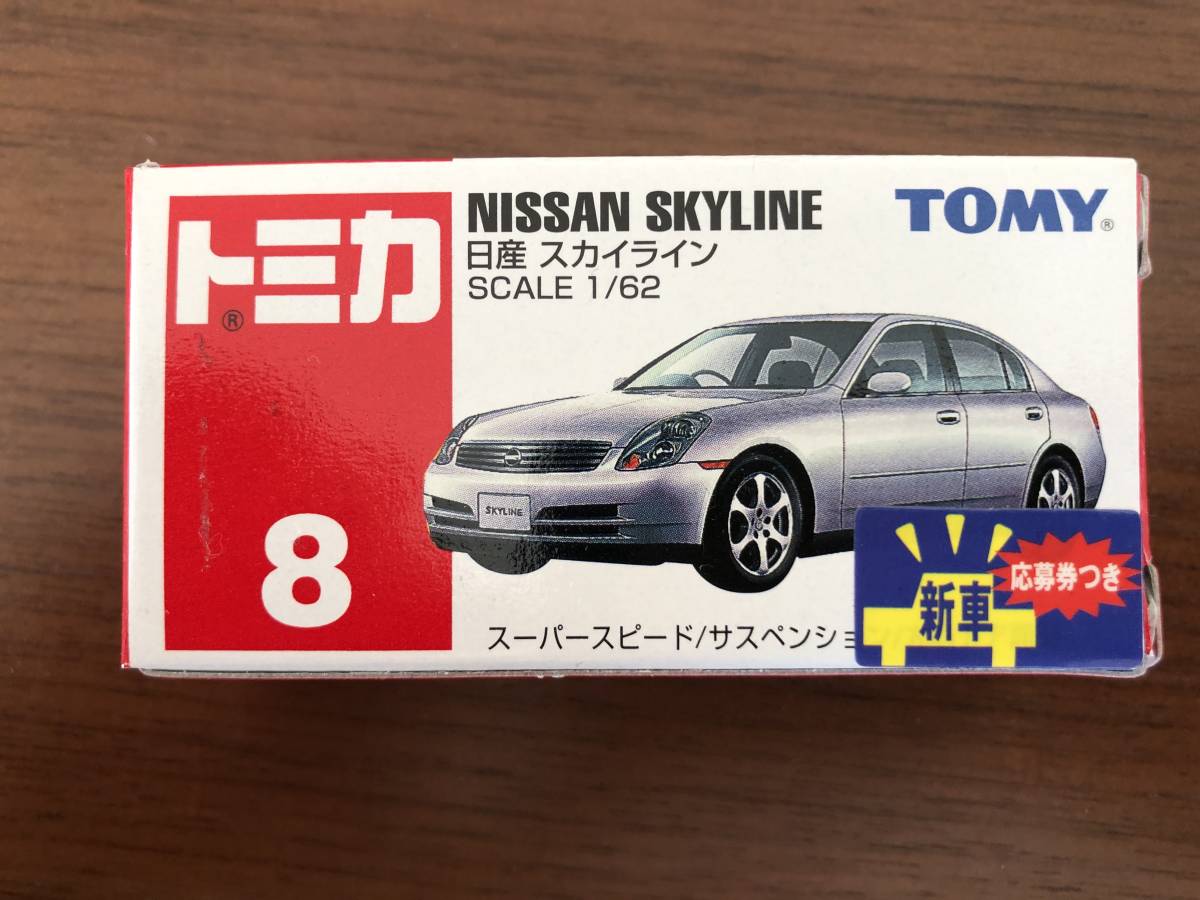 トミカ®
8
NISSAN SKYLINE
日産 スカイライン
SCALE 1/62
TOMY®
SKYLINE
スーパースピード/サスペンショ
新車
応募券つき